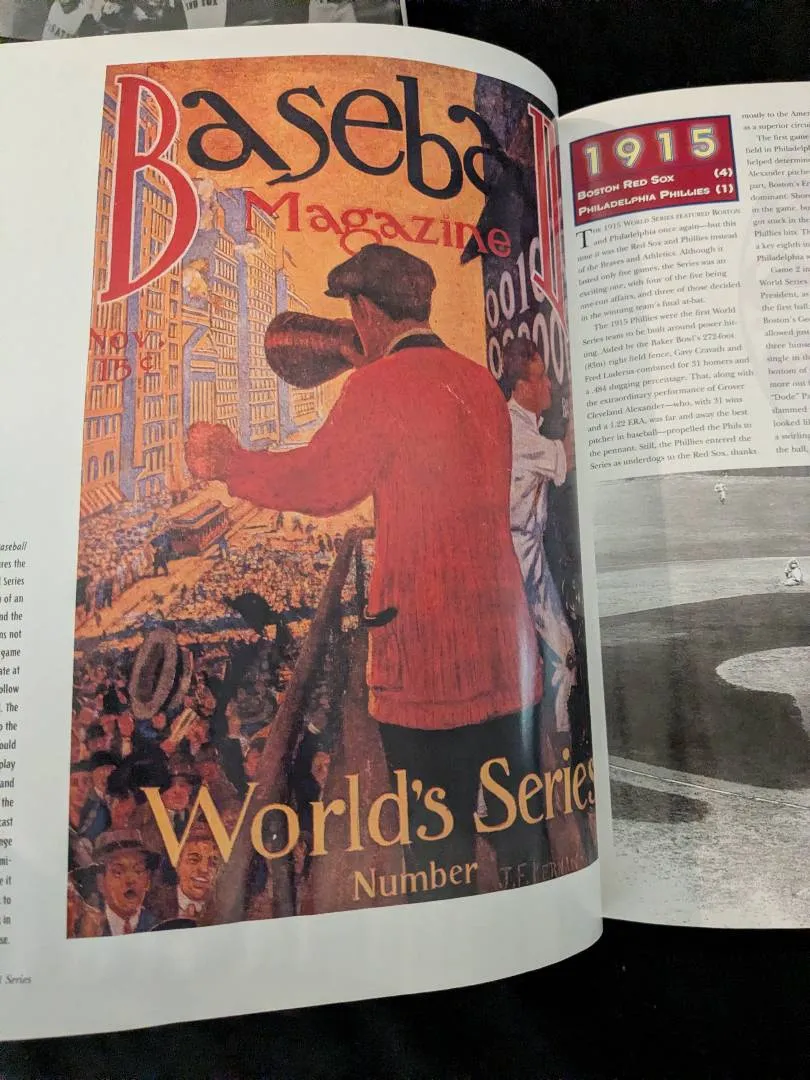 Baseba
Magazine
Nov.
15¢
0010
World's Series
Number
J.F. KERNAN
aseball
res the
Series
of an
nd the
ns not
game
ate at
ollow
. The
o the
ould
play
and
the
cast
nge
mi-
e it
to
in
se.
Series
1915
BOSTON RED SOX (4)
PHILADELPHIA PHILLIES (1)
THE 1915 WORLD SERIES FEATURED BOSTON
and Philadelphia once again—but this
time it was the Red Sox and Phillies instead
of the Braves and Athletics. Although it
lasted only five games, the Series was an
exciting one, with four of the five being
one-run affairs, and three of those decided
in the winning team's final at-bat.
The 1915 Phillies were the first World
Series team to be built around power hit-
ting. Aided by the Baker Bowl's 272-foot
(83m) right field fence, Gavy Cravath and
Fred Luderus combined for 31 homers and
a .484 slugging percentage. That, along with
the extraordinary performance of Grover
Cleveland Alexander—who, with 31 wins
and a 1.22 ERA, was far and away the best
pitcher in baseball—propelled the Phils to
the pennant. Still, the Phillies entered the
Series as underdogs to the Red Sox, thanks
mostly to the Amer
as a superior circu
The first game
field in Philadelph
helped determin
Alexander pitche
part, Boston's Er
dominant. Shor
in the game, bu
got stuck in the
Phillies hits. Th
a key eighth in
Philadelphia w
Game 2 in
World Series
President, as
the first ball.
Boston's Geo
allowed just
three himse
single in the
bottom of
more out t
"Dode" Pa
slammed
looked lik
a swirling
the ball,